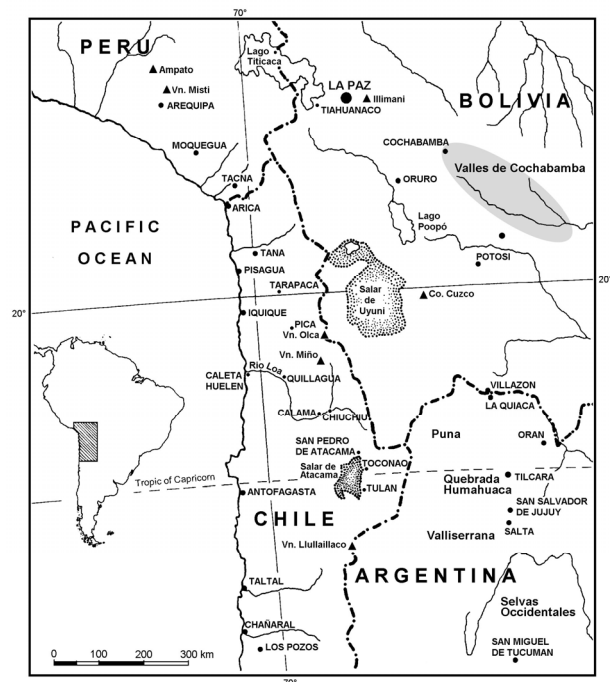 70°
PERU
Lago
Titicaca
Ampato
Vn. Misti
AREQUIPA
LA PAZ
Illimani
TIAHUANACO
BOLIVIA
MOQUEGUA
COCHABAMBA
Valles de Cochabamba
TACNA
ORURO
ARICA
Lago
Poopó
PACIFIC
OCEAN
TANA
PISAGUA
POTOSI
TARAPACA
Salar
de
Uyuni
Co. Cuzco
20°
20°
IQUIQUE
PICA
Vn. Olca
Vn. Miño
Río Loa
CALETA
HUELEN
QUILLAGUA
VILLAZON
LA QUIACA
CALAMA
CHIUCHIU
Puna
ORAN
SAN PEDRO
DE ATACAMA
Salar de
Atacama
TOCONAO
Tropic of Capricorn
TULAN
Quebrada
Humahuaca
TILCARA
ANTOFAGASTA
SAN SALVADOR
DE JUJUY
CHILE
Valliserrana
SALTA
Vn. Llullaillaco
ARGENTINA
TALTAL
Selvas
Occidentales
CHAÑARAL
LOS POZOS
SAN MIGUEL
DE TUCUMAN
0 100 200 300 km
70°